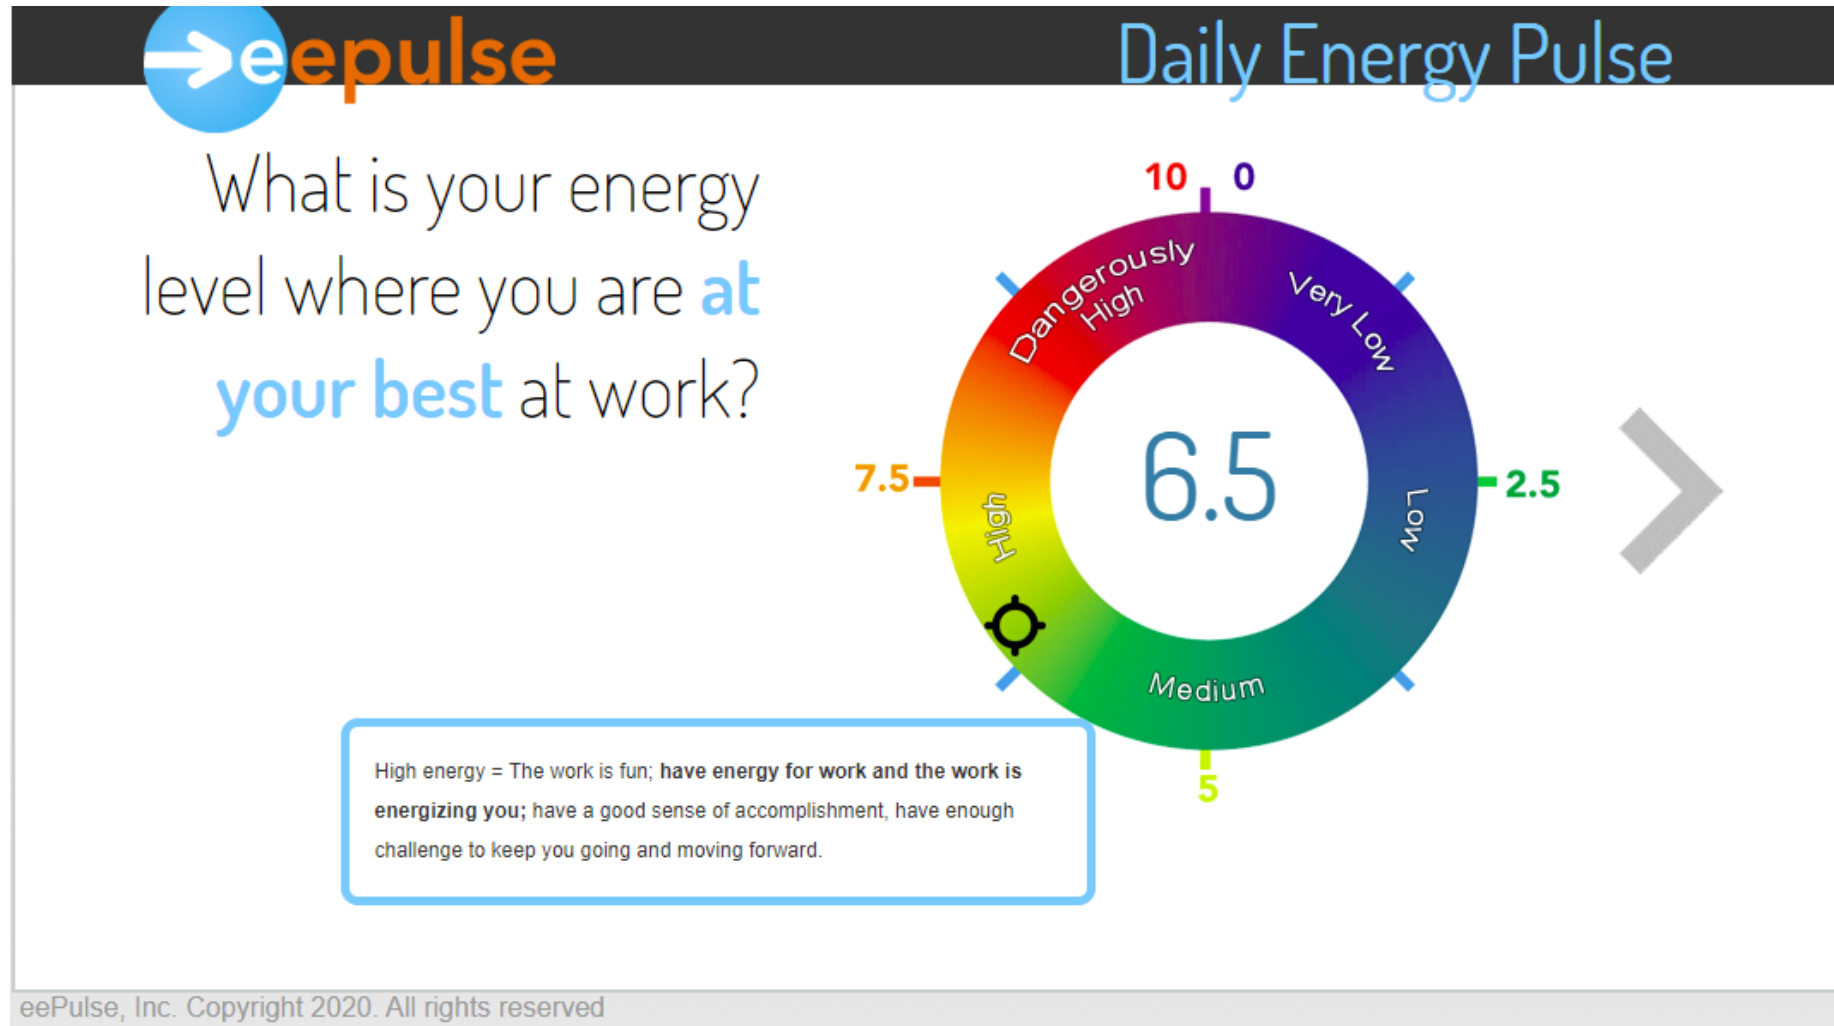 eepulse
Daily Energy Pulse
What is your energy
level where you are at
your best at work?
10 0
Dangerously
High
Very Low
7.5
6.5
2.5
High
Low
Medium
5
High energy = The work is fun; have energy for work and the work is
energizing you; have a good sense of accomplishment, have enough
challenge to keep you going and moving forward.
eePulse, Inc. Copyright 2020. All rights reserved